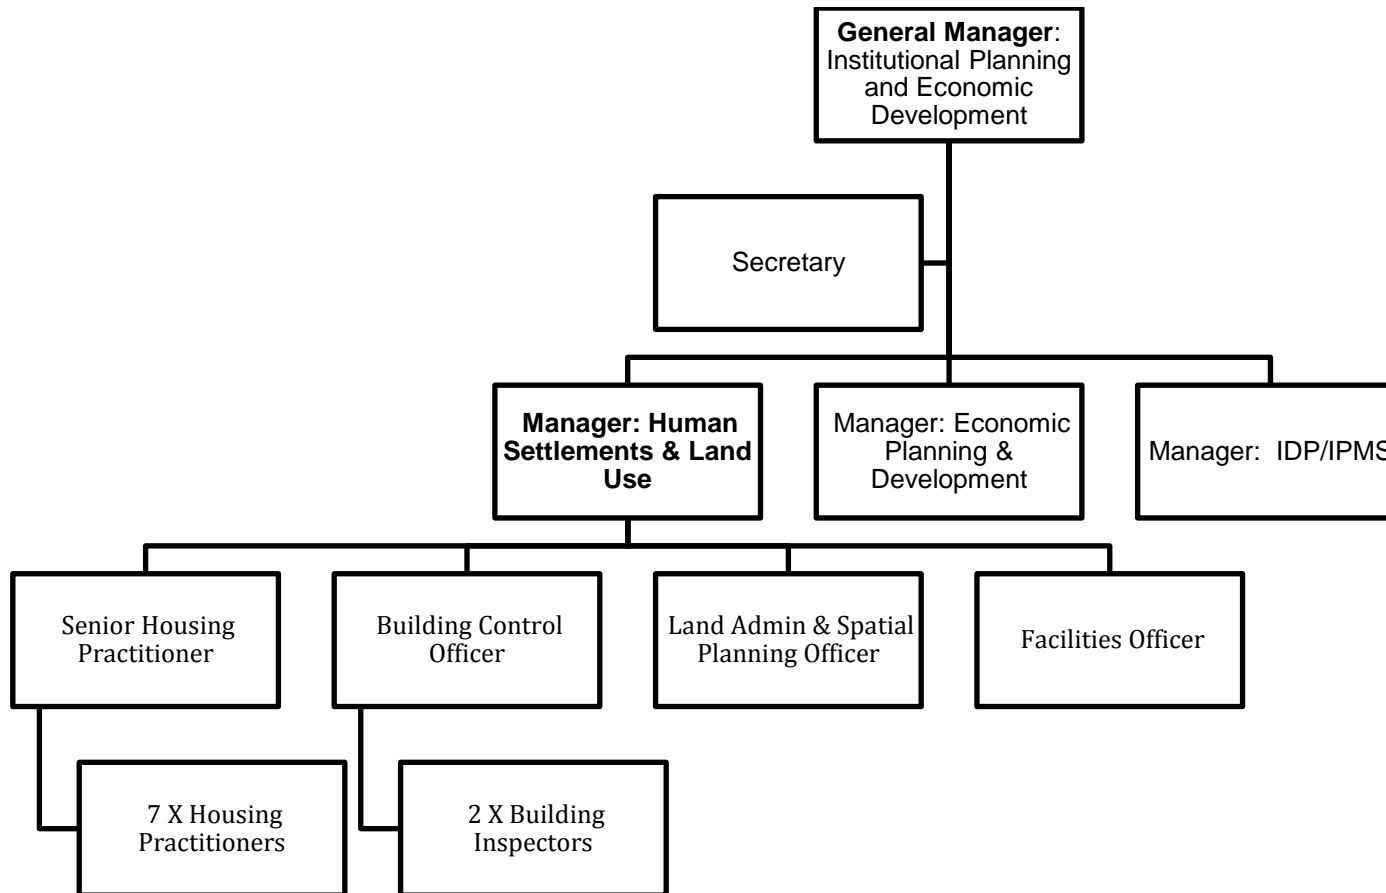 General Manager:
Institutional Planning
and Economic
Development
Secretary
Manager: Human
Settlements & Land
Use
Manager: Economic
Planning &
Development
Manager: IDP/IPMS
Senior Housing
Practitioner
Building Control
Officer
Land Admin & Spatial
Planning Officer
Facilities Officer
7 X Housing
Practitioners
2 X Building
Inspectors